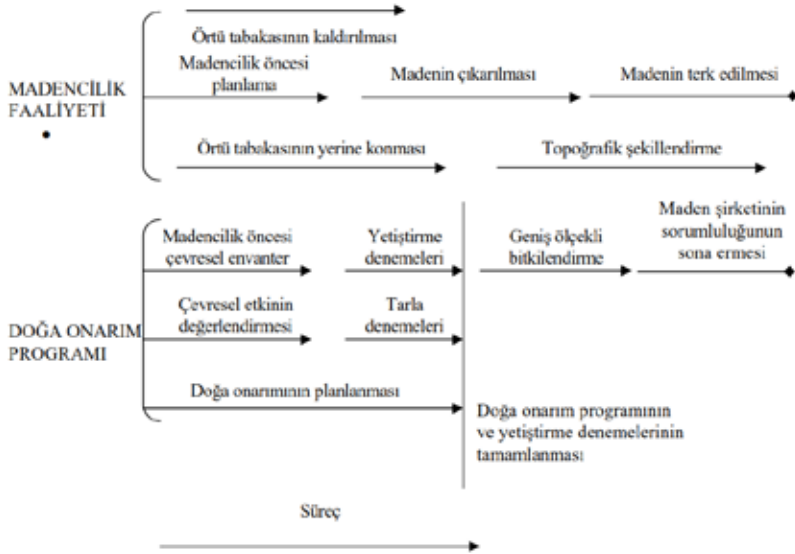 Örtü tabakasının kaldırılması
MADENCİLİK
FAALİYETİ
Madencilik öncesi
planlama
Madenin çıkarılması
Madenin terk edilmesi
Örtü tabakasının yerine konması
Topoğrafik şekillendirme
DOĞA ONARIM
PROGRAMI
Madencilik öncesi
çevresel envanter
Yetiştirme
denemeleri
Geniş ölçekli
bitkilendirme
Maden şirketinin
sorumluluğunun
sona ermesi
Çevresel etkinin
değerlendirmesi
Tarla
denemeleri
Doğa onarımının planlanması
Doğa onarım programının
ve yetiştirme denemelerinin
tamamlanması
Süreç